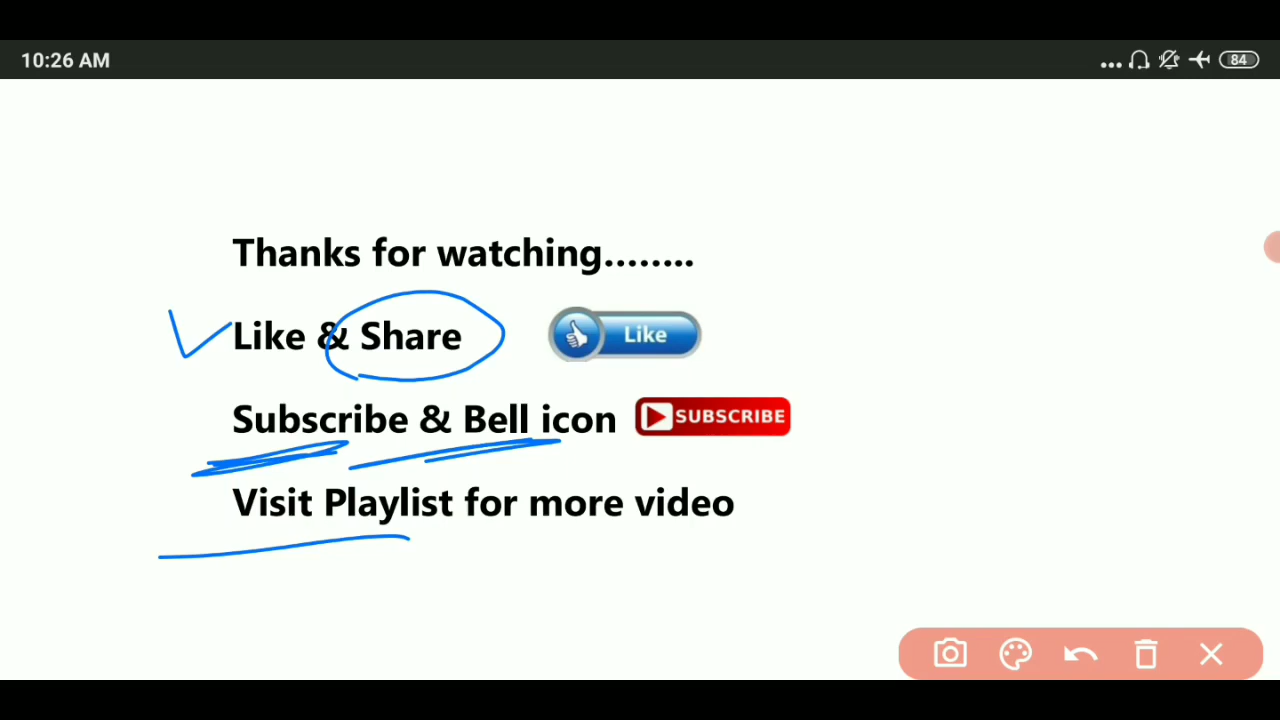 10:26 AM 84
Thanks for watching........
Like & Share Like
Subscribe & Bell icon SUBSCRIBE
Visit Playlist for more video